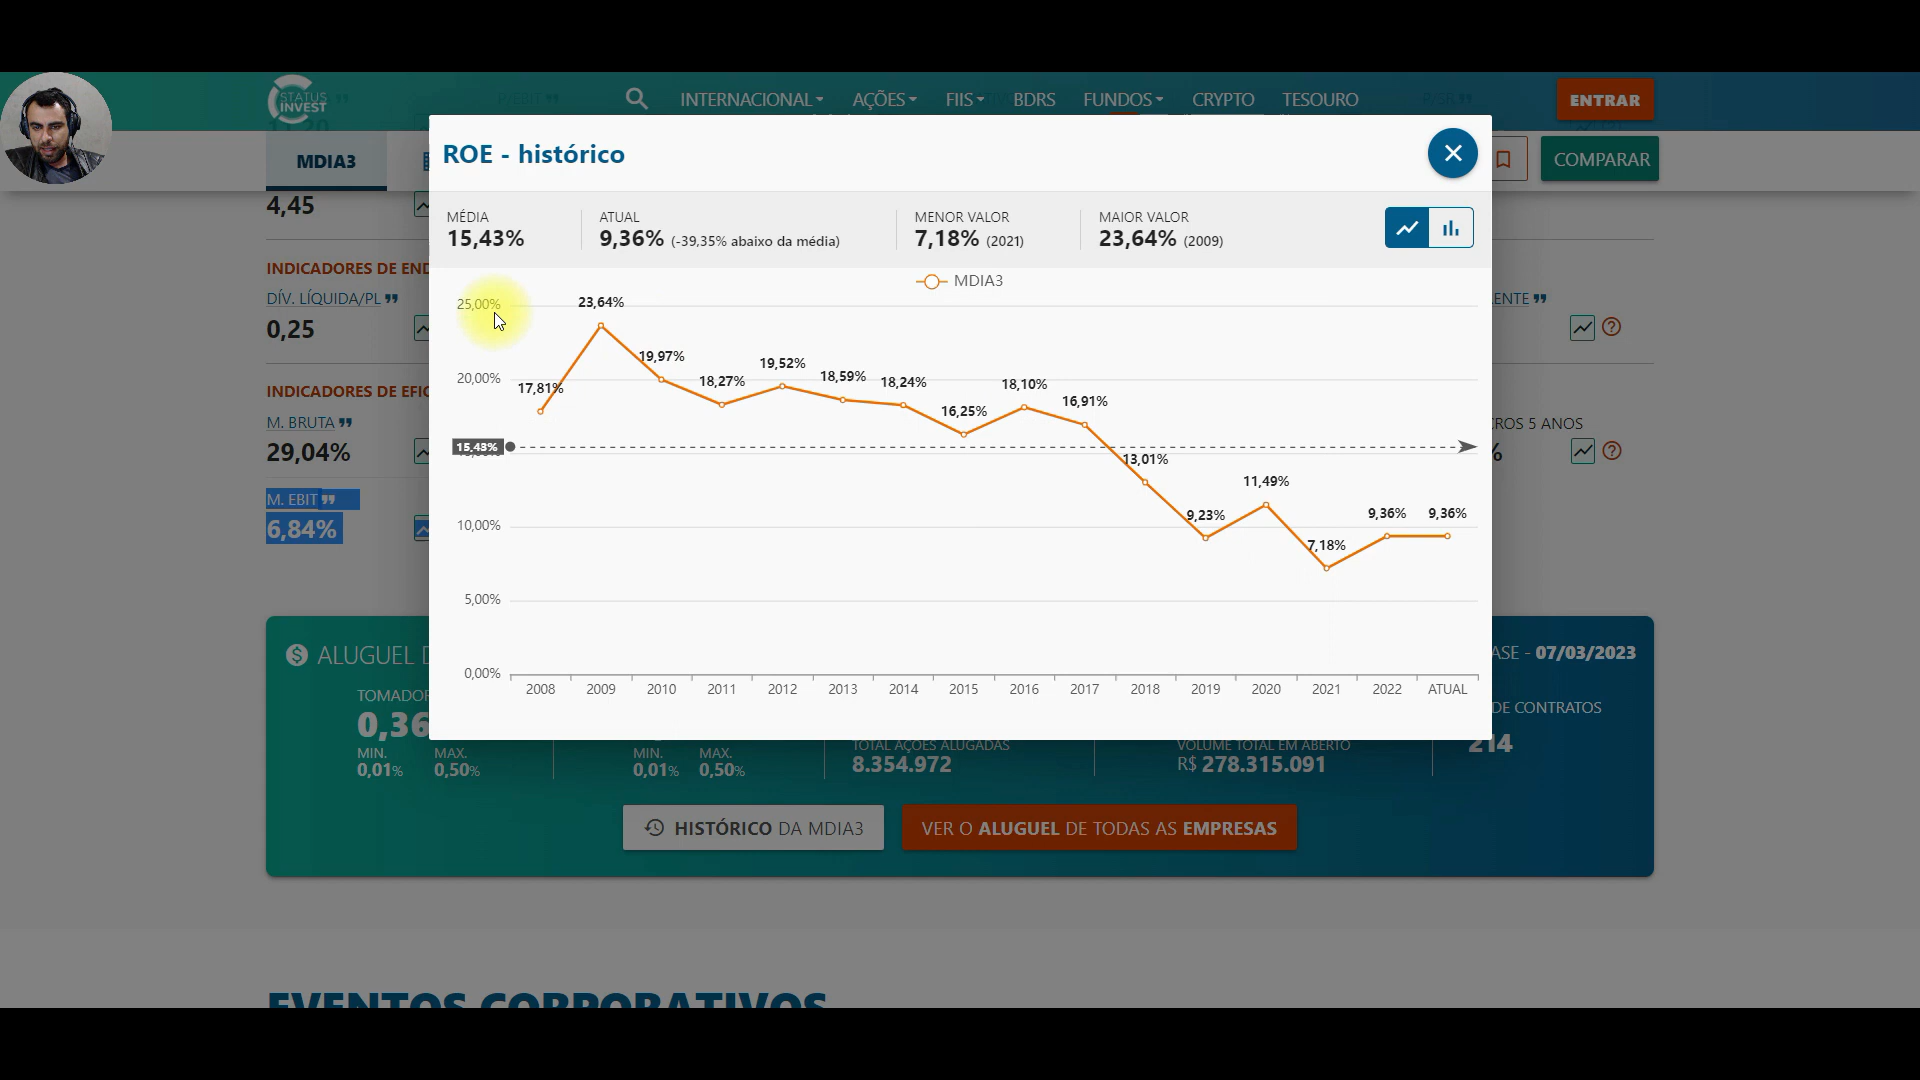 STATUS
INVEST
INTERNACIONAL
AÇÕES
FIIS
BDRS
FUNDOS
CRYPTO
TESOURO
ENTRAR
MDIA3
COMPARAR
ROE - histórico
MÉDIA
15,43%
ATUAL
9,36% (-39,35% abaixo da média)
MENOR VALOR
7,18% (2021)
MAIOR VALOR
23,64% (2009)
MDIA3
25,00%
20,00%
15,43%
10,00%
5,00%
0,00%
17,81%
23,64%
19,97%
18,27%
19,52%
18,59%
18,24%
16,25%
18,10%
16,91%
13,01%
9,23%
11,49%
7,18%
9,36%
9,36%
2008
2009
2010
2011
2012
2013
2014
2015
2016
2017
2018
2019
2020
2021
2022
ATUAL
4,45
INDICADORES DE END
DÍV. LÍQUIDA/PL
0,25
ENTE
INDICADORES DE EFIC
M. BRUTA
29,04%
CROS 5 ANOS
%
M. EBIT
6,84%
ALUGUEL D
ASE - 07/03/2023
TOMADOR
0,36
MIN.
0,01%
MAX.
0,50%
MIN.
0,01%
MAX.
0,50%
TOTAL AÇÕES ALUGADAS
8.354.972
VOLUME TOTAL EM ABERTO
R$ 278.315.091
DE CONTRATOS
214
HISTÓRICO DA MDIA3
VER O ALUGUEL DE TODAS AS EMPRESAS
EVENTOS CORPORATIVOS